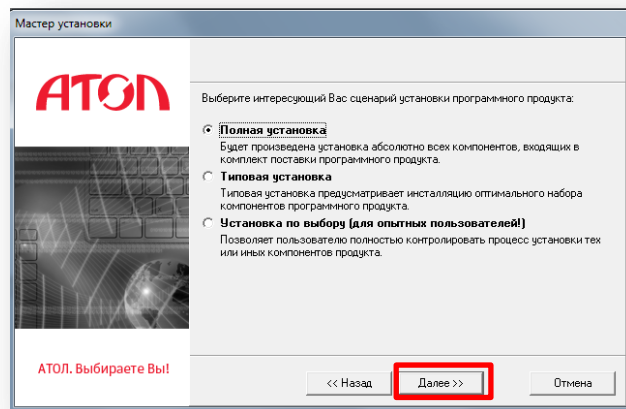 Мастер установки
АТОЛ
Выберите интересующий Вас сценарий установки программного продукта:
Полная установка
Будет произведена установка абсолютно всех компонентов, входящих в
комплект поставки программного продукта.
Типовая установка
Типовая установка предусматривает инсталляцию оптимального набора
компонентов программного продукта.
Установка по выбору (для опытных пользователей!)
Позволяет пользователю полностью контролировать процесс установки тех
или иных компонентов продукта.
АТОЛ. Выбираете Вы!
<< Назад
Далее >>
Отмена